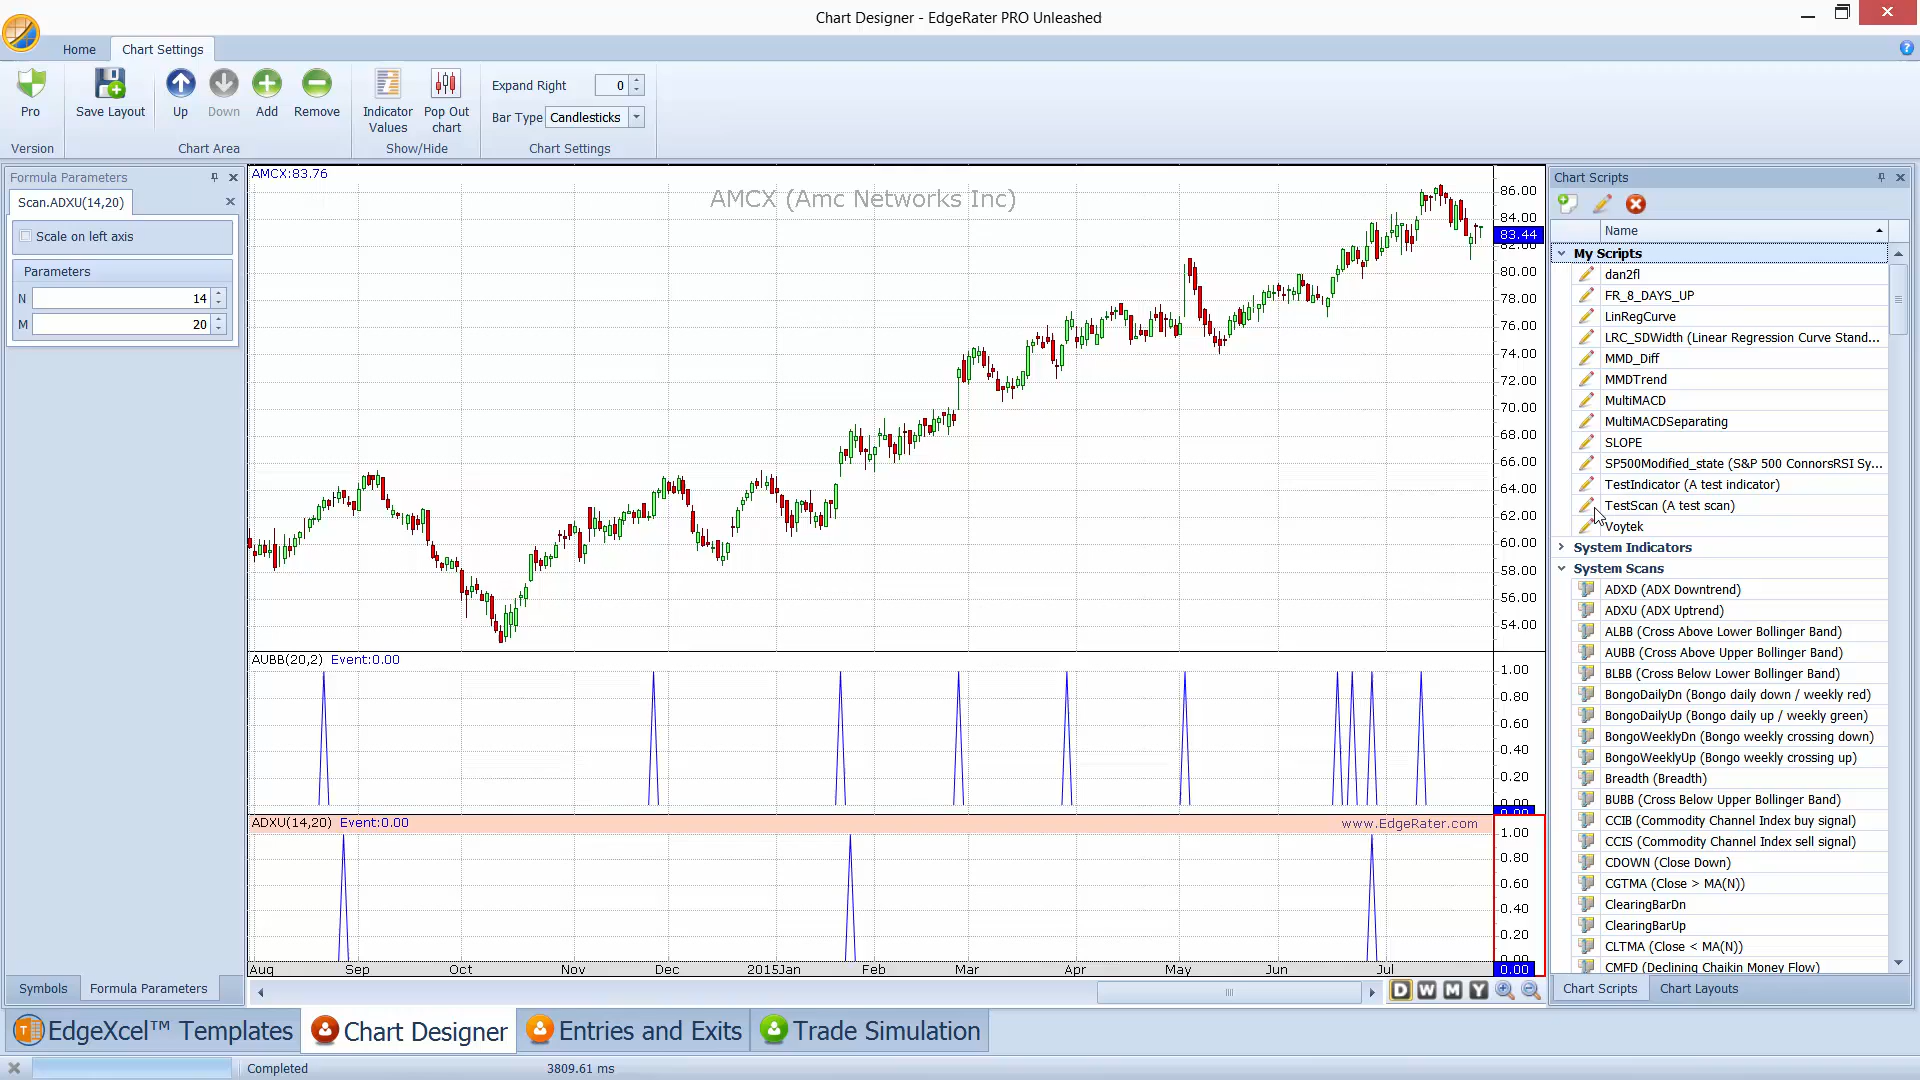 Chart Designer - EdgeRater PRO Unleashed
Home
Chart Settings
Pro
Version
Save Layout
Up
Down
Add
Remove
Chart Area
Indicator
Values
Pop Out
chart
Show/Hide
Expand Right 0
Bar Type Candlesticks
Chart Settings
Formula Parameters
Scan.ADXU(14,20)
Scale on left axis
Parameters
N 14
M 20
Symbols
Formula Parameters
AMCX:83.76
AMCX (Amc Networks Inc)
86.00
84.00
83.44
82.00
80.00
78.00
76.00
74.00
72.00
70.00
68.00
66.00
64.00
62.00
60.00
58.00
56.00
54.00
AUBB(20,2) Event:0.00
1.00
0.80
0.60
0.40
0.20
0.00
0.00
ADXU(14,20) Event:0.00
www.EdgeRater.com
1.00
0.80
0.60
0.40
0.20
0.00
0.00
Aug Sep Oct Nov Dec 2015Jan Feb Mar Apr May Jun Jul
D W M Y
Chart Scripts
Name
My Scripts
dan2fl
FR_8_DAYS_UP
LinRegCurve
LRC_SDWidth (Linear Regression Curve Stand...
MMD_Diff
MMDTrend
MultiMACD
MultiMACDSeparating
SLOPE
SP500Modified_state (S&P 500 ConnorsRSI Sy...
TestIndicator (A test indicator)
TestScan (A test scan)
Voytek
System Indicators
System Scans
ADXD (ADX Downtrend)
ADXU (ADX Uptrend)
ALBB (Cross Above Lower Bollinger Band)
AUBB (Cross Above Upper Bollinger Band)
BLBB (Cross Below Lower Bollinger Band)
BongoDailyDn (Bongo daily down / weekly red)
BongoDailyUp (Bongo daily up / weekly green)
BongoWeeklyDn (Bongo weekly crossing down)
BongoWeeklyUp (Bongo weekly crossing up)
Breadth (Breadth)
BUBB (Cross Below Upper Bollinger Band)
CCIB (Commodity Channel Index buy signal)
CCIS (Commodity Channel Index sell signal)
CDOWN (Close Down)
CGTMA (Close > MA(N))
ClearingBarDn
ClearingBarUp
CLTMA (Close < MA(N))
CMFD (Declining Chaikin Money Flow)
Chart Scripts
Chart Layouts
EdgeXcel™ Templates
Chart Designer
Entries and Exits
Trade Simulation
Completed
3809.61 ms